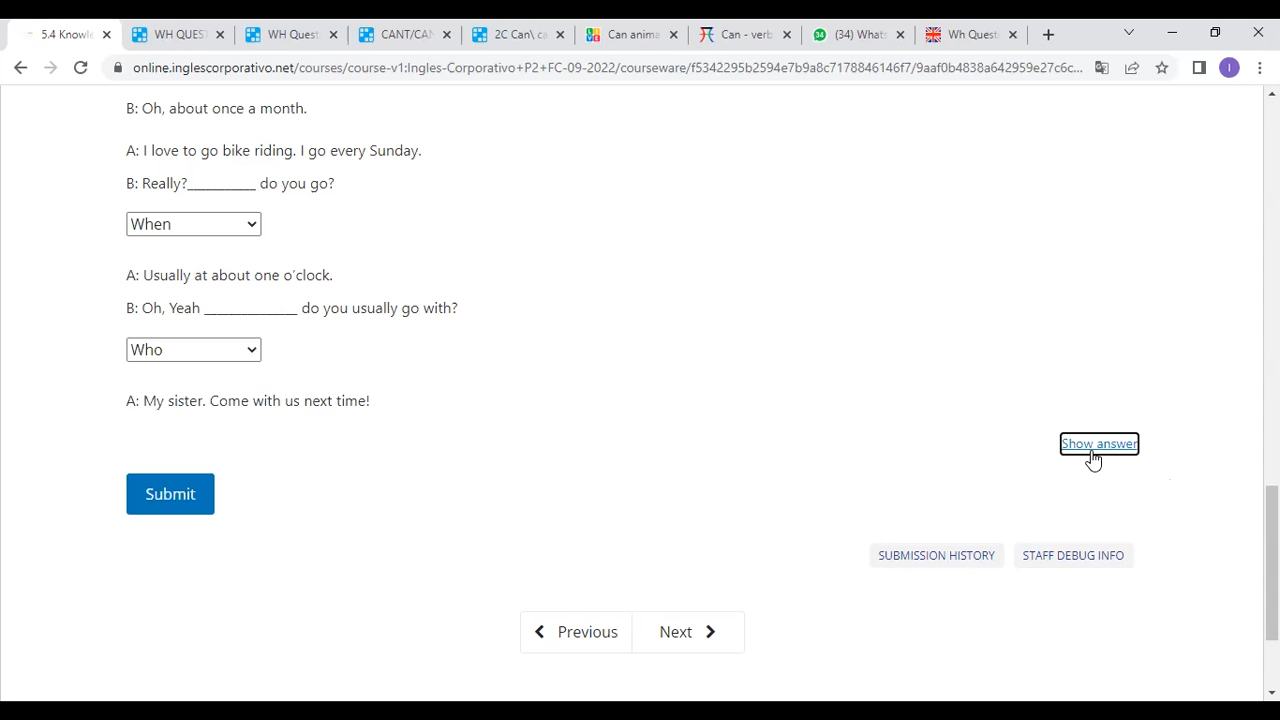 5.4 Knowle
WH QUES
WH Quest
CANT/CAN
2C Can\ ca
Can anima
Can - verb
(34) Whats
Wh Questi
online.inglescorporativo.net/courses/course-v1:Ingles-Corporativo+P2+FC-09-2022/courseware/f5342295b2594e7b9a8c7178846146f7/9aaf0b4838a642959e27c6c...
B: Oh, about once a month.
A: I love to go bike riding. I go every Sunday.
B: Really?___________ do you go?
When
A: Usually at about one o'clock.
B: Oh, Yeah _______________ do you usually go with?
Who
A: My sister. Come with us next time!
Show answer
Submit
SUBMISSION HISTORY
STAFF DEBUG INFO
Previous
Next